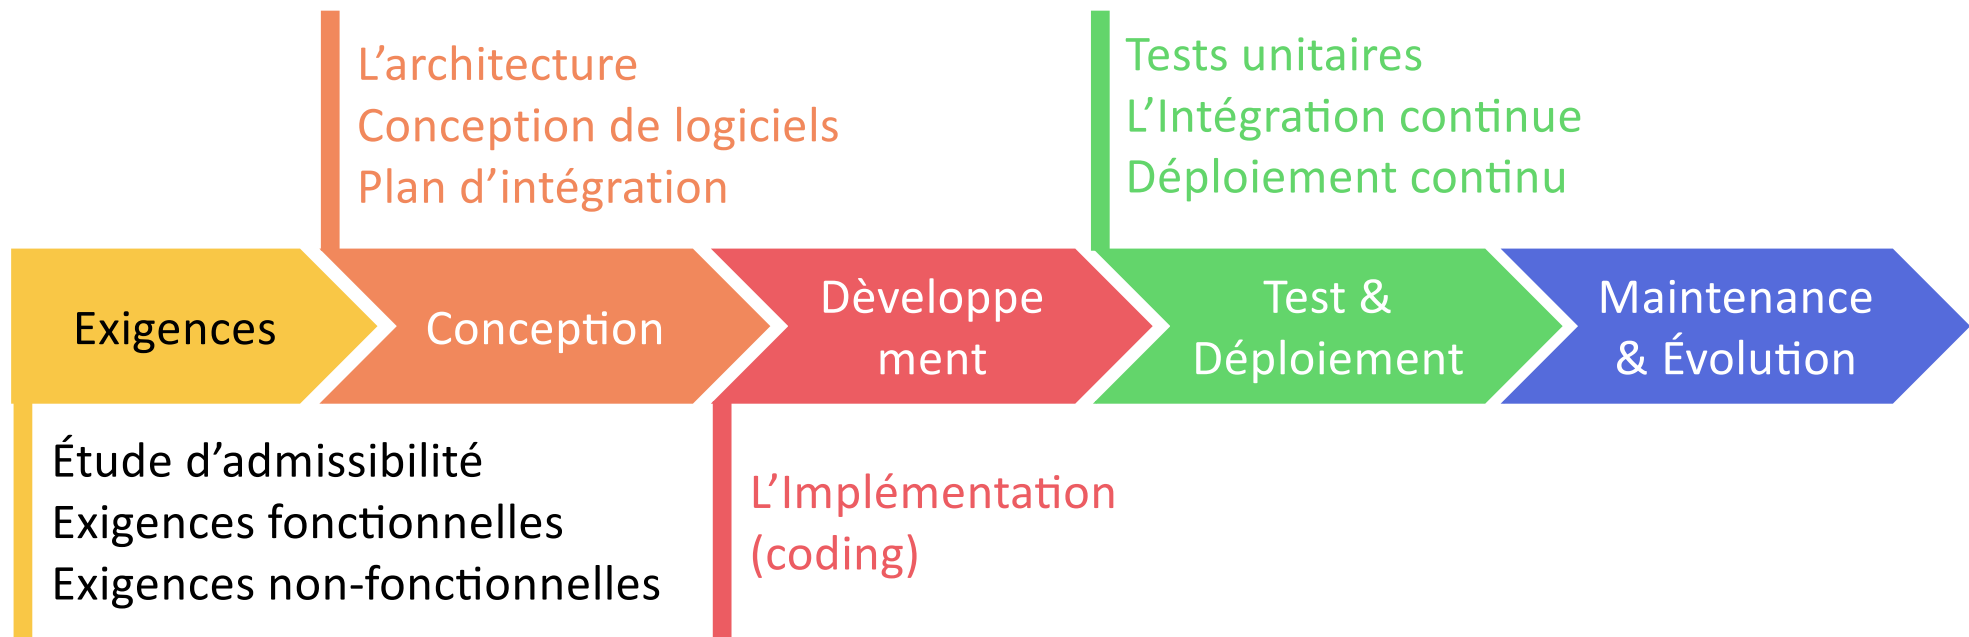 L’architecture
Conception de logiciels
Plan d’intégration
Tests unitaires
L’Intégration continue
Déploiement continu
Exigences
Conception
Dèveloppe
ment
Test &
Déploiement
Maintenance
& Évolution
Étude d’admissibilité
Exigences fonctionnelles
Exigences non-fonctionnelles
L’Implémentation
(coding)